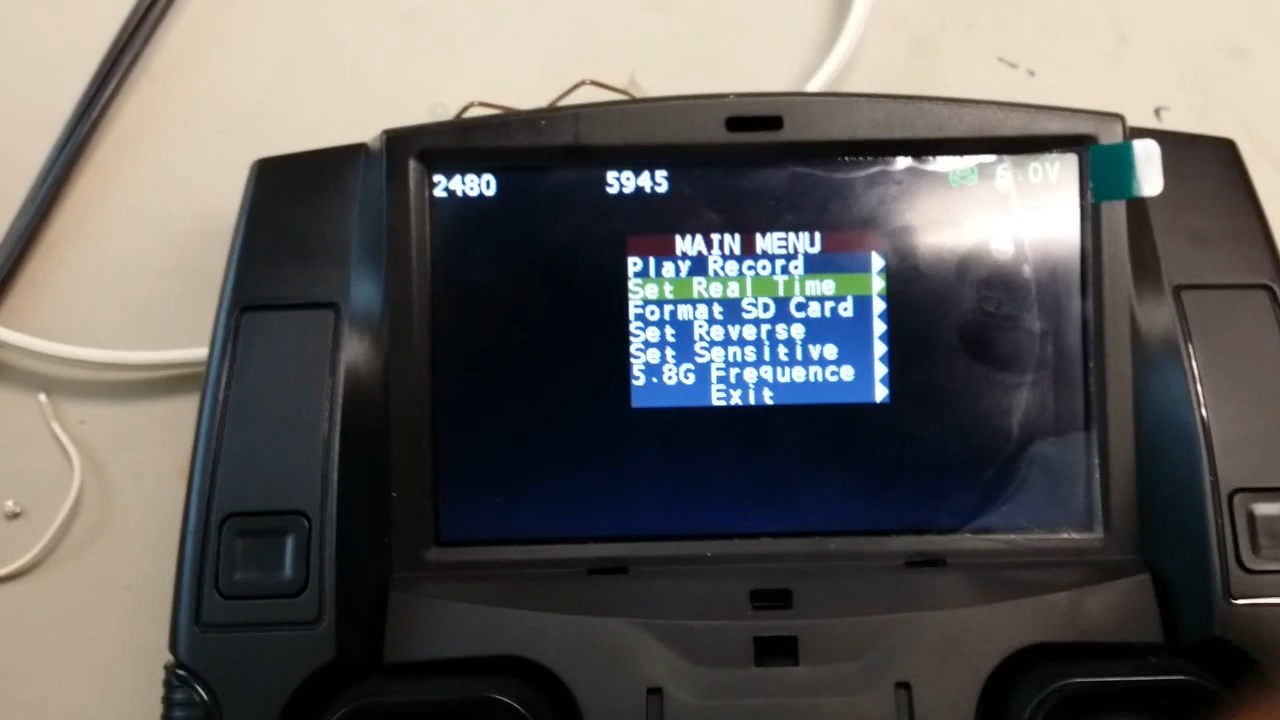 2480 5945 6.0V
MAIN MENU
Play Record
Set Real Time
Format SD Card
Set Reverse
Set Sensitive
5.8G Frequence
Exit